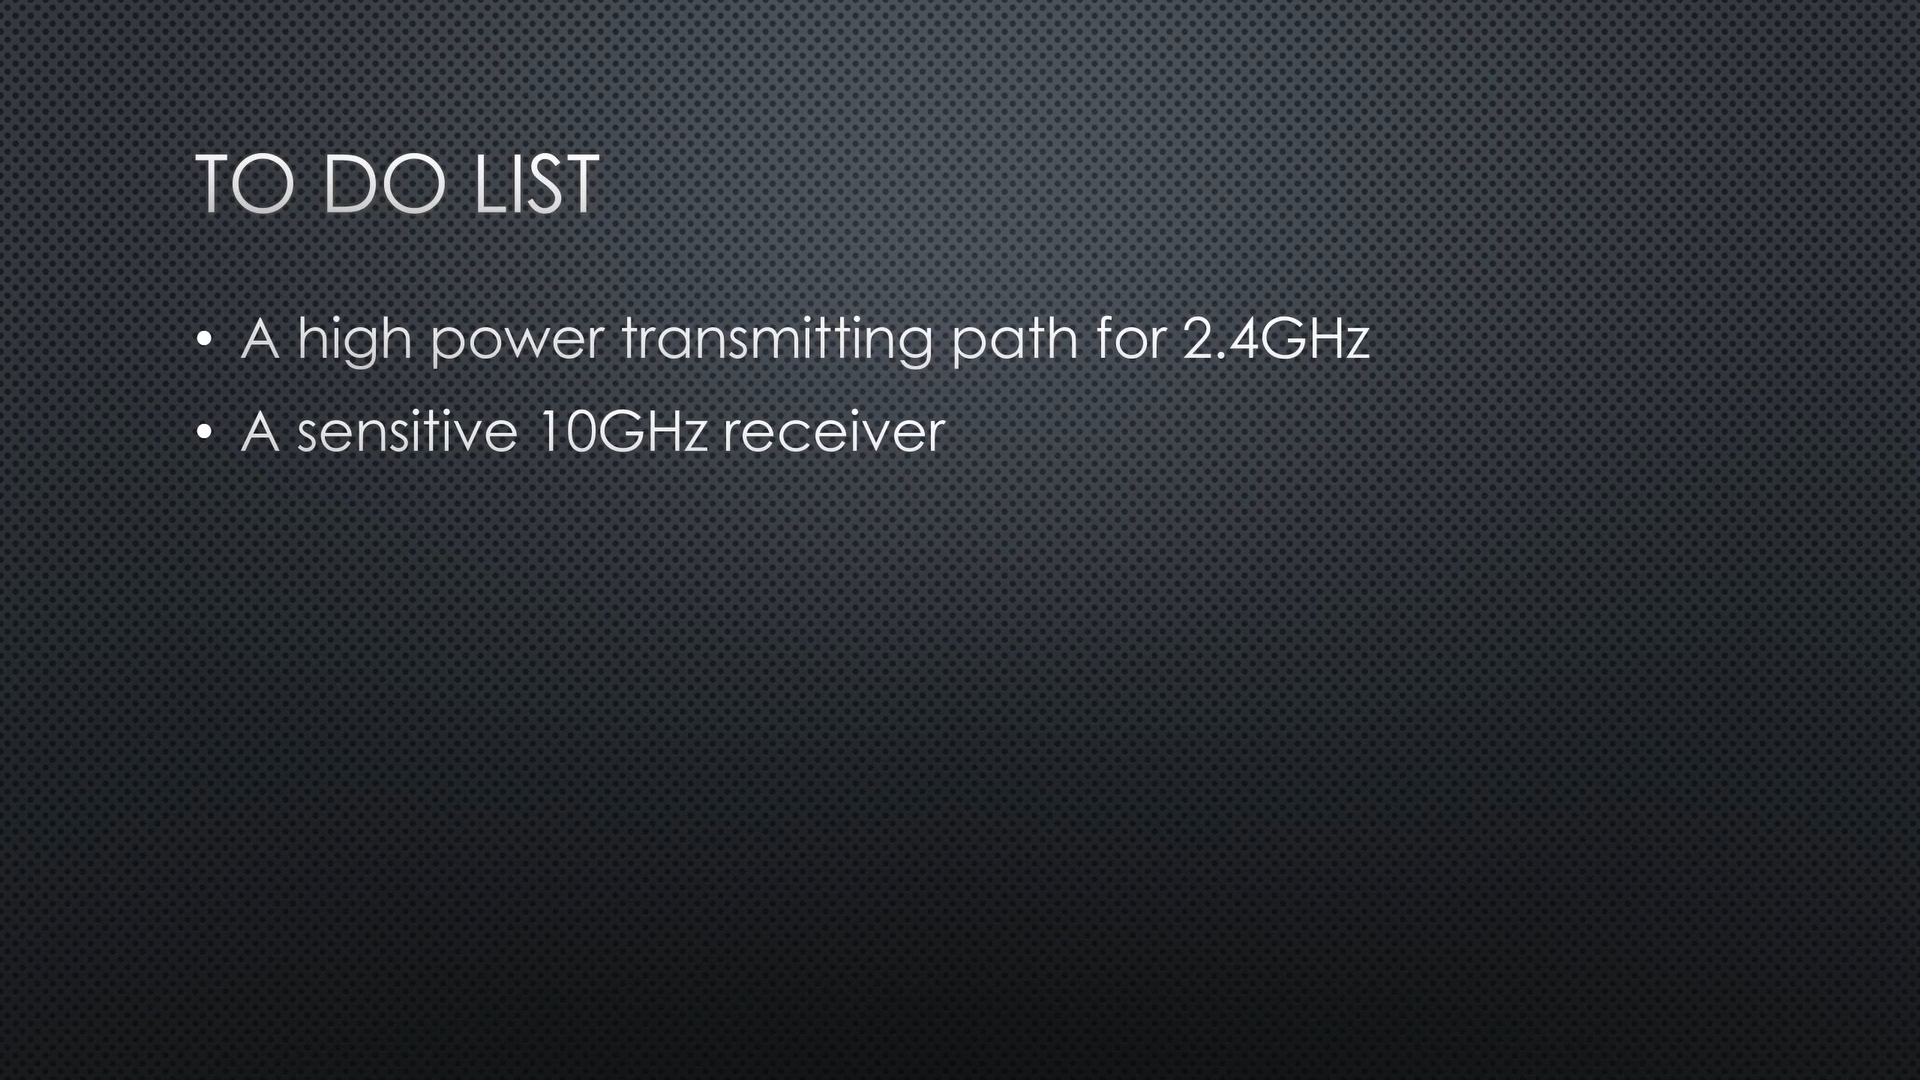 TO DO LIST
• A high power transmitting path for 2.4GHz
• A sensitive 10GHz receiver